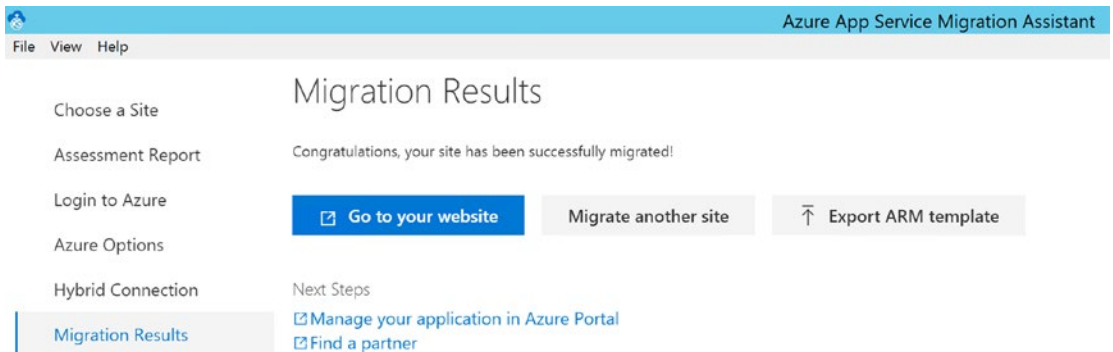 Azure App Service Migration Assistant
File View Help
Choose a Site
Assessment Report
Login to Azure
Azure Options
Hybrid Connection
Migration Results
Migration Results
Congratulations, your site has been successfully migrated!
Go to your website
Migrate another site
Export ARM template
Next Steps
Manage your application in Azure Portal
Find a partner